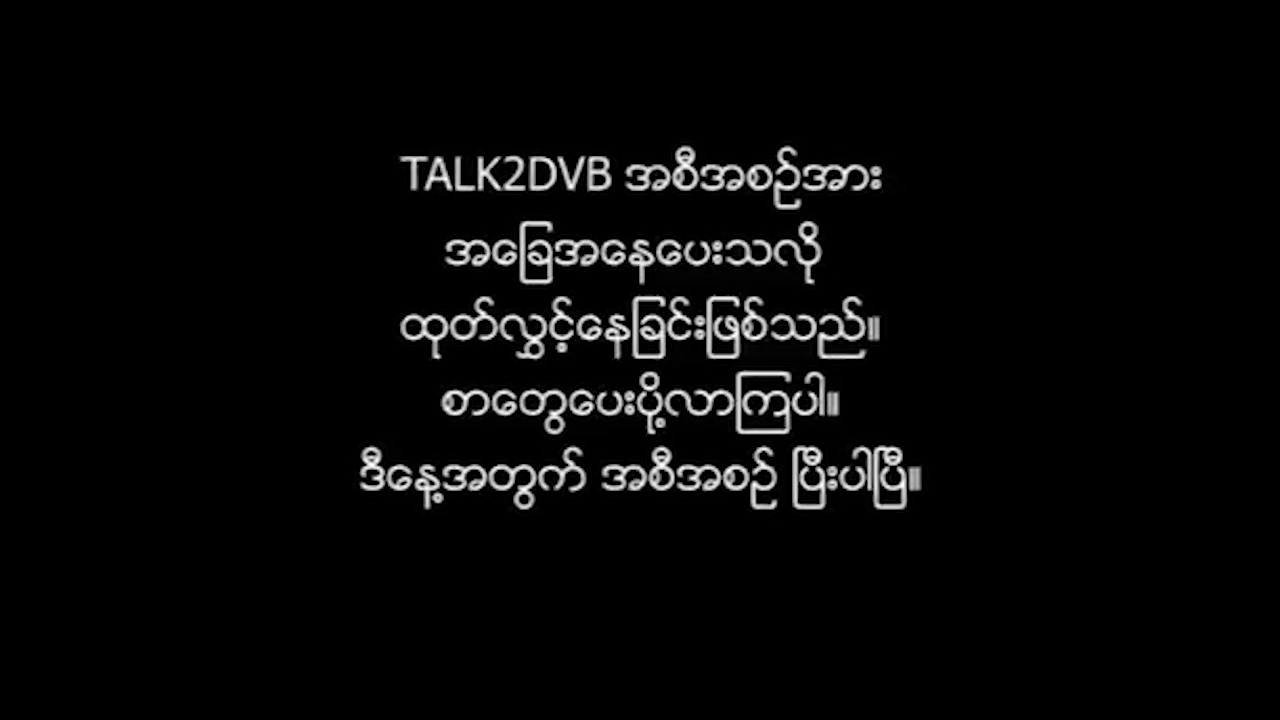 TALK2DVB အစီအစဉ်အား
အခြေအနေပေးသလို
ထုတ်လွှင့်နေခြင်းဖြစ်သည်။
စာတွေပေးပို့လာကြပါ။
ဒီနေ့အတွက် အစီအစဉ် ပြီးပါပြီ။